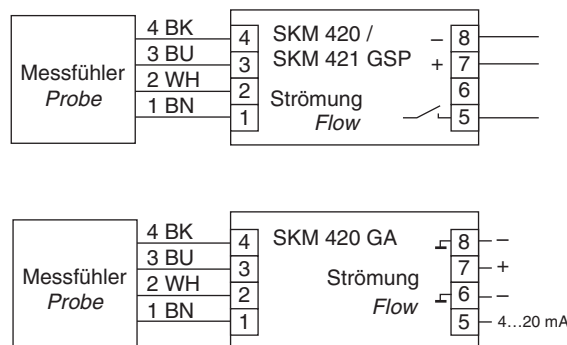 4 BK
3 BU
2 WH
1 BN
Messfühler
Probe
4
3
2
1
SKM 420 /
SKM 421 GSP
Strömung
Flow
– 8
+ 7
6
5
4 BK
3 BU
2 WH
1 BN
Messfühler
Probe
4
3
2
1
SKM 420 GA
Strömung
Flow
8 –
7 +
6 –
5 4...20 mA